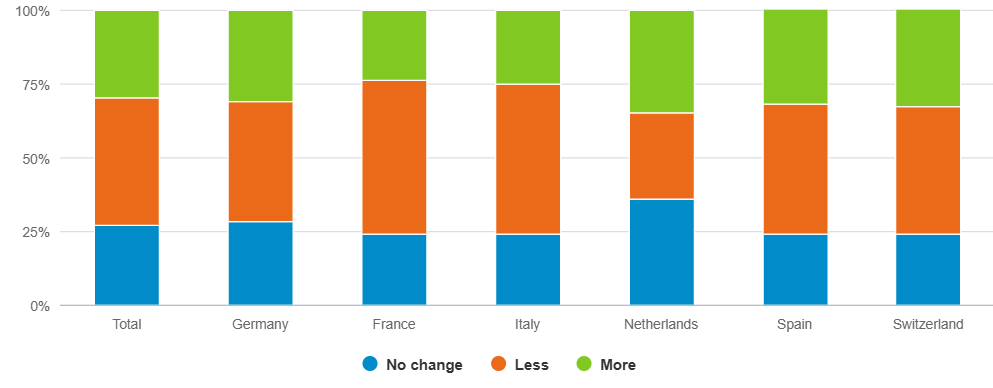 100%
75%
50%
25%
0%
Total Germany France Italy Netherlands Spain Switzerland
No change Less More